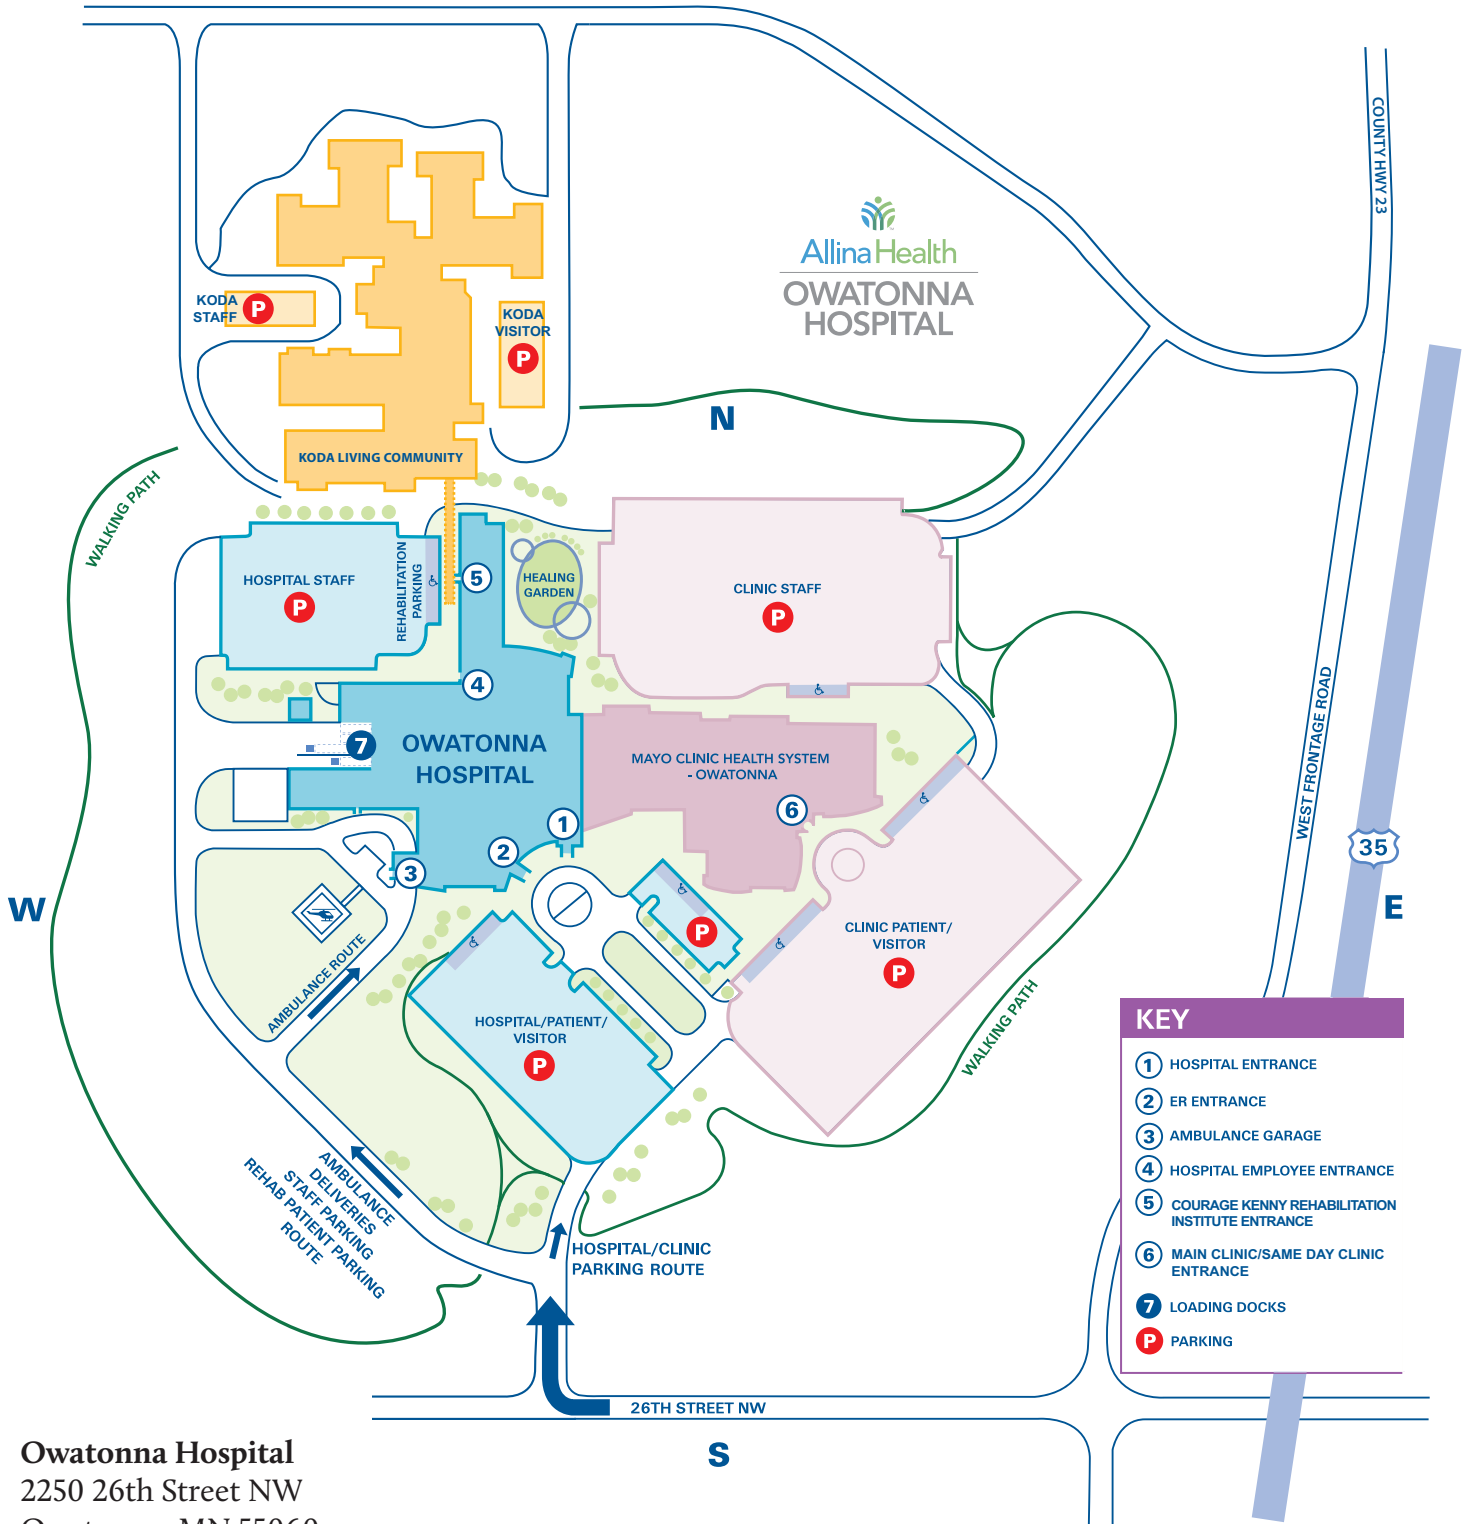 COUNTY HWY 23
AllinaHealth
OWATONNA
HOSPITAL
KODA
STAFF
P
KODA
VISITOR
P
N
KODA LIVING COMMUNITY
WALKING PATH
HOSPITAL STAFF
P
REHABILITATION
PARKING
5
HEALING
GARDEN
CLINIC STAFF
P
4
7
OWATONNA
HOSPITAL
MAYO CLINIC HEALTH SYSTEM
- OWATONNA
6
1
2
3
WEST FRONTAGE ROAD
35
W
E
P
CLINIC PATIENT/
VISITOR
P
AMBULANCE ROUTE
HOSPITAL/PATIENT/
VISITOR
P
WALKING PATH
AMBULANCE
DELIVERIES
STAFF PARKING
REHAB PATIENT PARKING
ROUTE
HOSPITAL/CLINIC
PARKING ROUTE
26TH STREET NW
S
KEY
1 HOSPITAL ENTRANCE
2 ER ENTRANCE
3 AMBULANCE GARAGE
4 HOSPITAL EMPLOYEE ENTRANCE
5 COURAGE KENNY REHABILITATION
INSTITUTE ENTRANCE
6 MAIN CLINIC/SAME DAY CLINIC
ENTRANCE
7 LOADING DOCKS
P PARKING
Owatonna Hospital
2250 26th Street NW
Owatonna, MN 55060